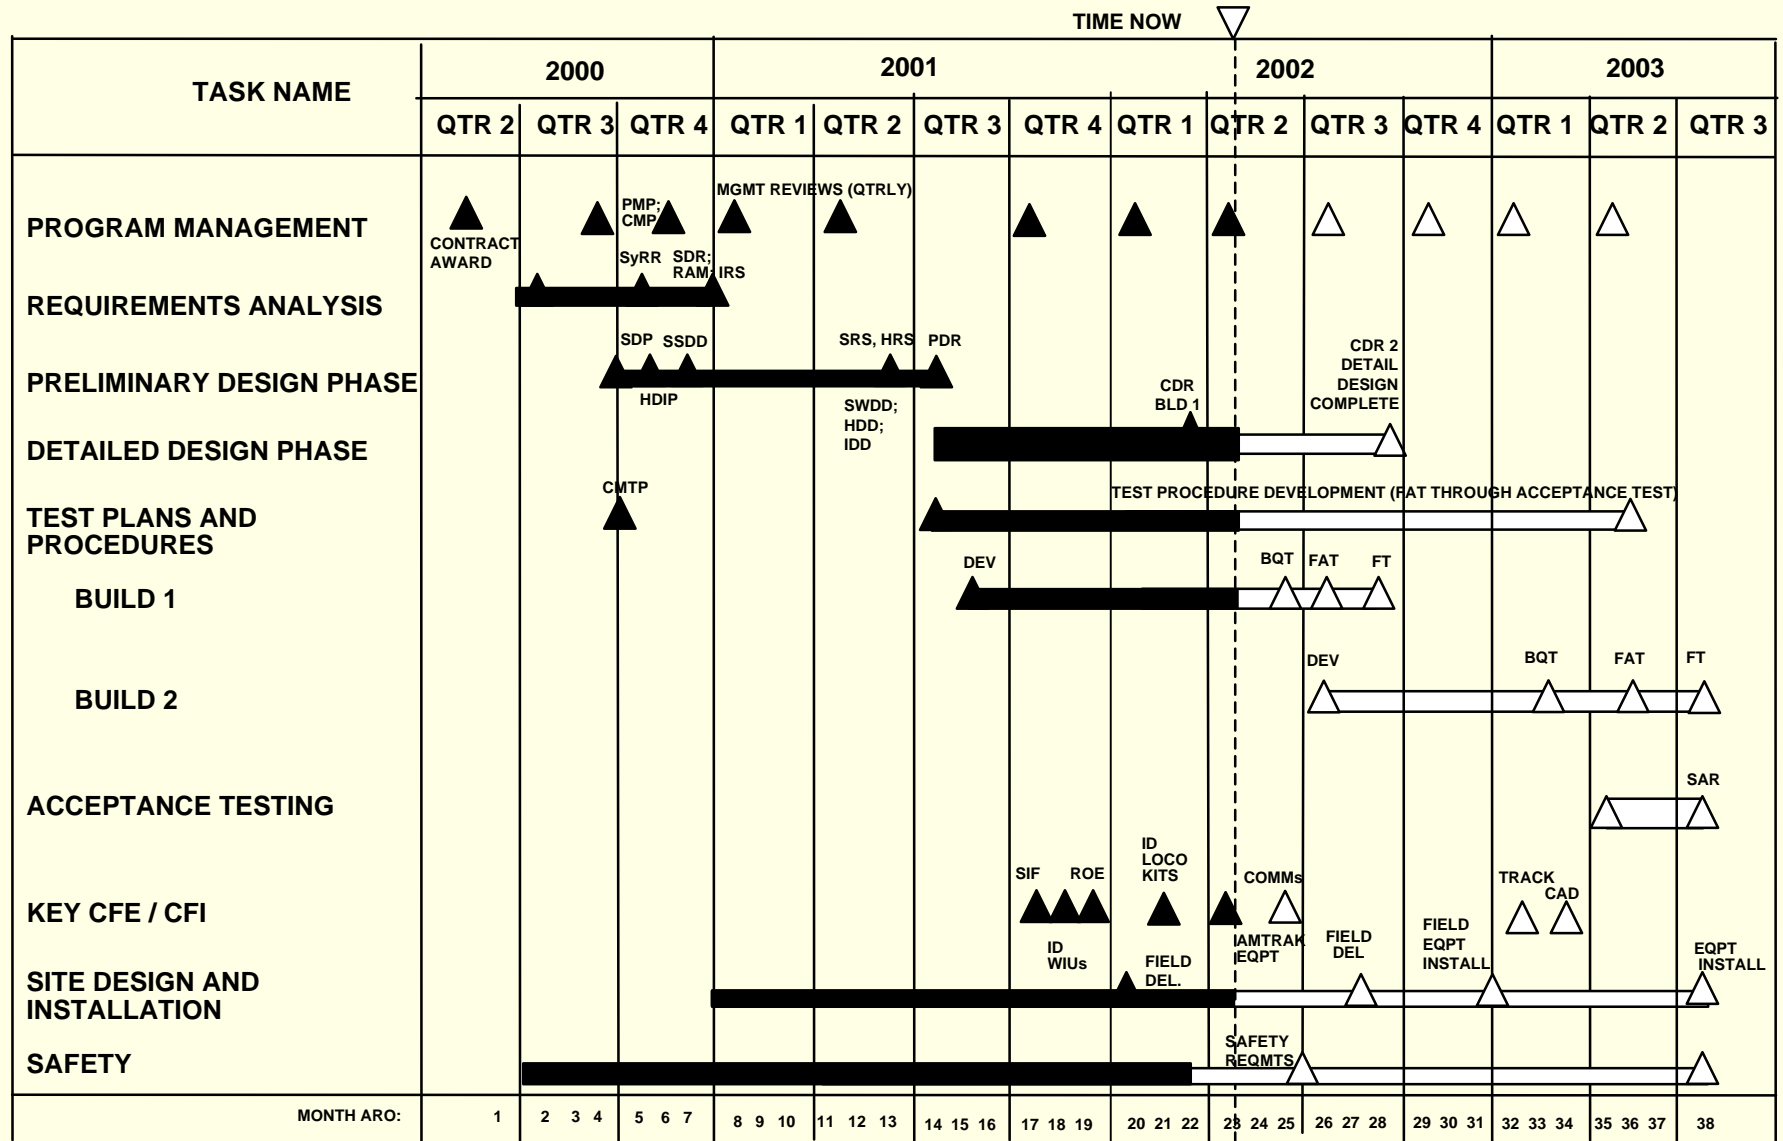 TIME NOW
TASK NAME
2000
2001
2002
2003
QTR 2
QTR 3
QTR 4
QTR 1
QTR 2
QTR 3
QTR 4
QTR 1
QTR 2
QTR 3
QTR 4
QTR 1
QTR 2
QTR 3
PROGRAM MANAGEMENT
CONTRACT
AWARD
PMP;
CMP
MGMT REVIEWS (QTRLY)
REQUIREMENTS ANALYSIS
SyRR
SDR;
RAM; IRS
PRELIMINARY DESIGN PHASE
SDP
SSDD
HDIP
SRS, HRS
PDR
SWDD;
HDD;
IDD
DETAILED DESIGN PHASE
CDR
BLD 1
CDR 2
DETAIL
DESIGN
COMPLETE
TEST PLANS AND
PROCEDURES
CMTP
TEST PROCEDURE DEVELOPMENT (FAT THROUGH ACCEPTANCE TEST)
BUILD 1
DEV
BQT
FAT
FT
BUILD 2
DEV
BQT
FAT
FT
ACCEPTANCE TESTING
SAR
KEY CFE / CFI
SIF
ROE
ID
WIUs
ID
LOCO
KITS
AMTRAK
EQPT
COMMs
TRACK
CAD
SITE DESIGN AND
INSTALLATION
FIELD
DEL.
FIELD
DEL
FIELD
EQPT
INSTALL
EQPT
INSTALL
SAFETY
SAFETY
REQMTS
MONTH ARO:
1 2 3 4 5 6 7 8 9 10 11 12 13 14 15 16 17 18 19 20 21 22 23 24 25 26 27 28 29 30 31 32 33 34 35 36 37 38